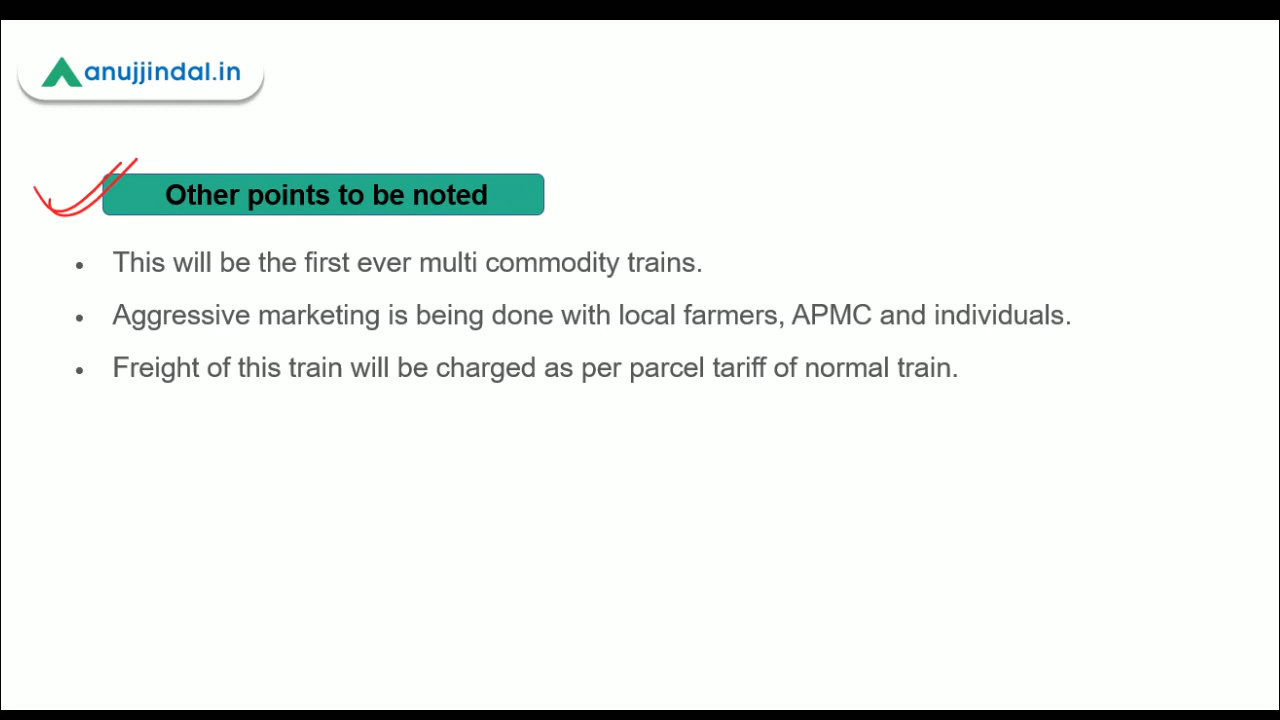 anujjindal.in
Other points to be noted
• This will be the first ever multi commodity trains.
• Aggressive marketing is being done with local farmers, APMC and individuals.
• Freight of this train will be charged as per parcel tariff of normal train.